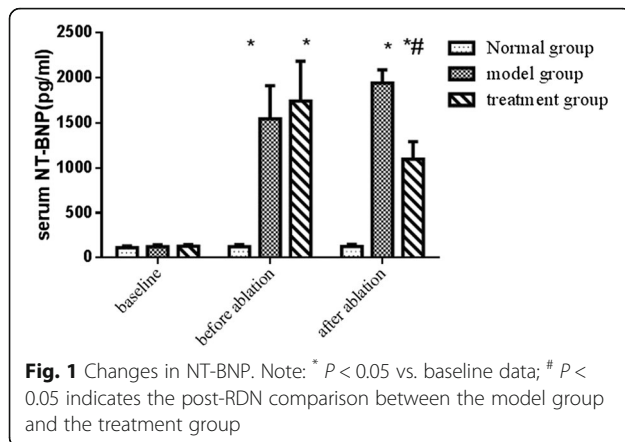 2500
2000
1500
1000
500
0
serum NT-BNP(pg/ml)
* * * *#
Normal group
model group
treatment group
baseline
before ablation
after ablation
Fig. 1 Changes in NT-BNP. Note: * P < 0.05 vs. baseline data; # P <
0.05 indicates the post-RDN comparison between the model group
and the treatment group